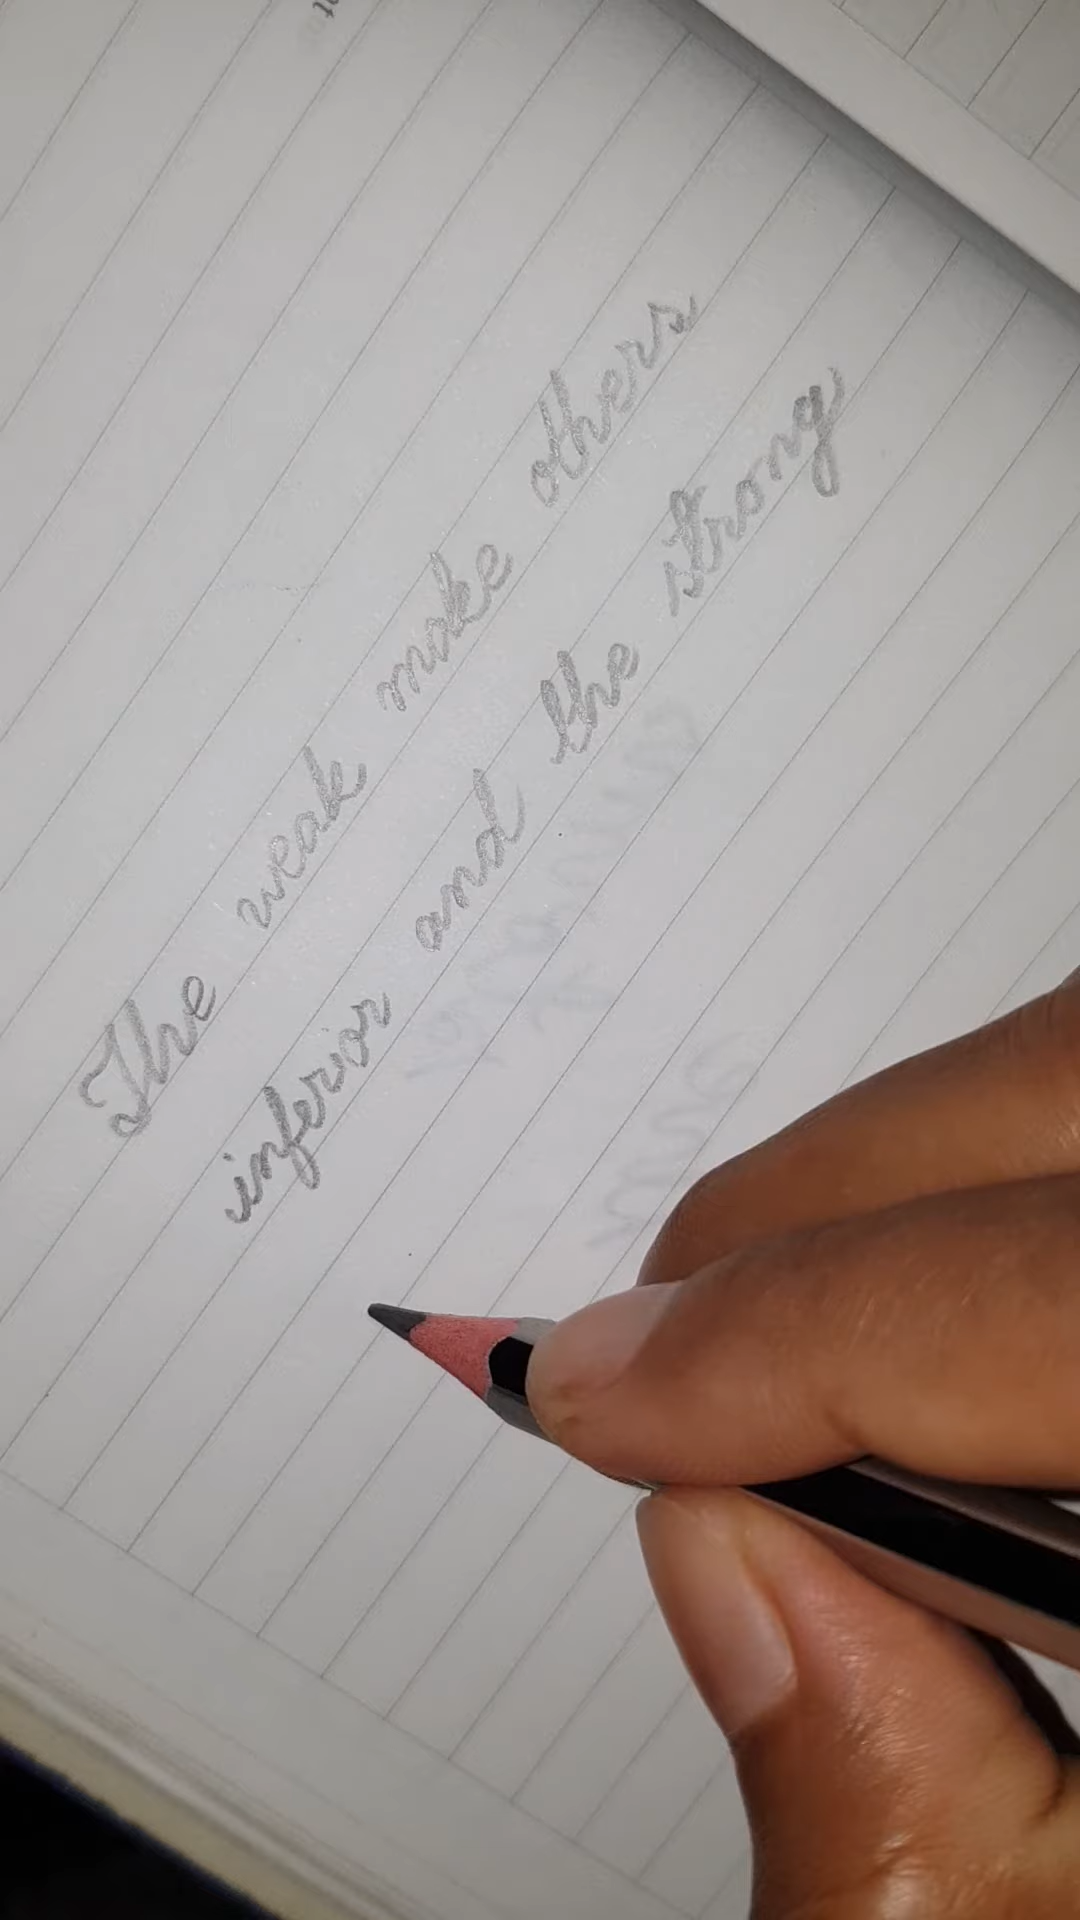 The weak make others
inferior and the strong